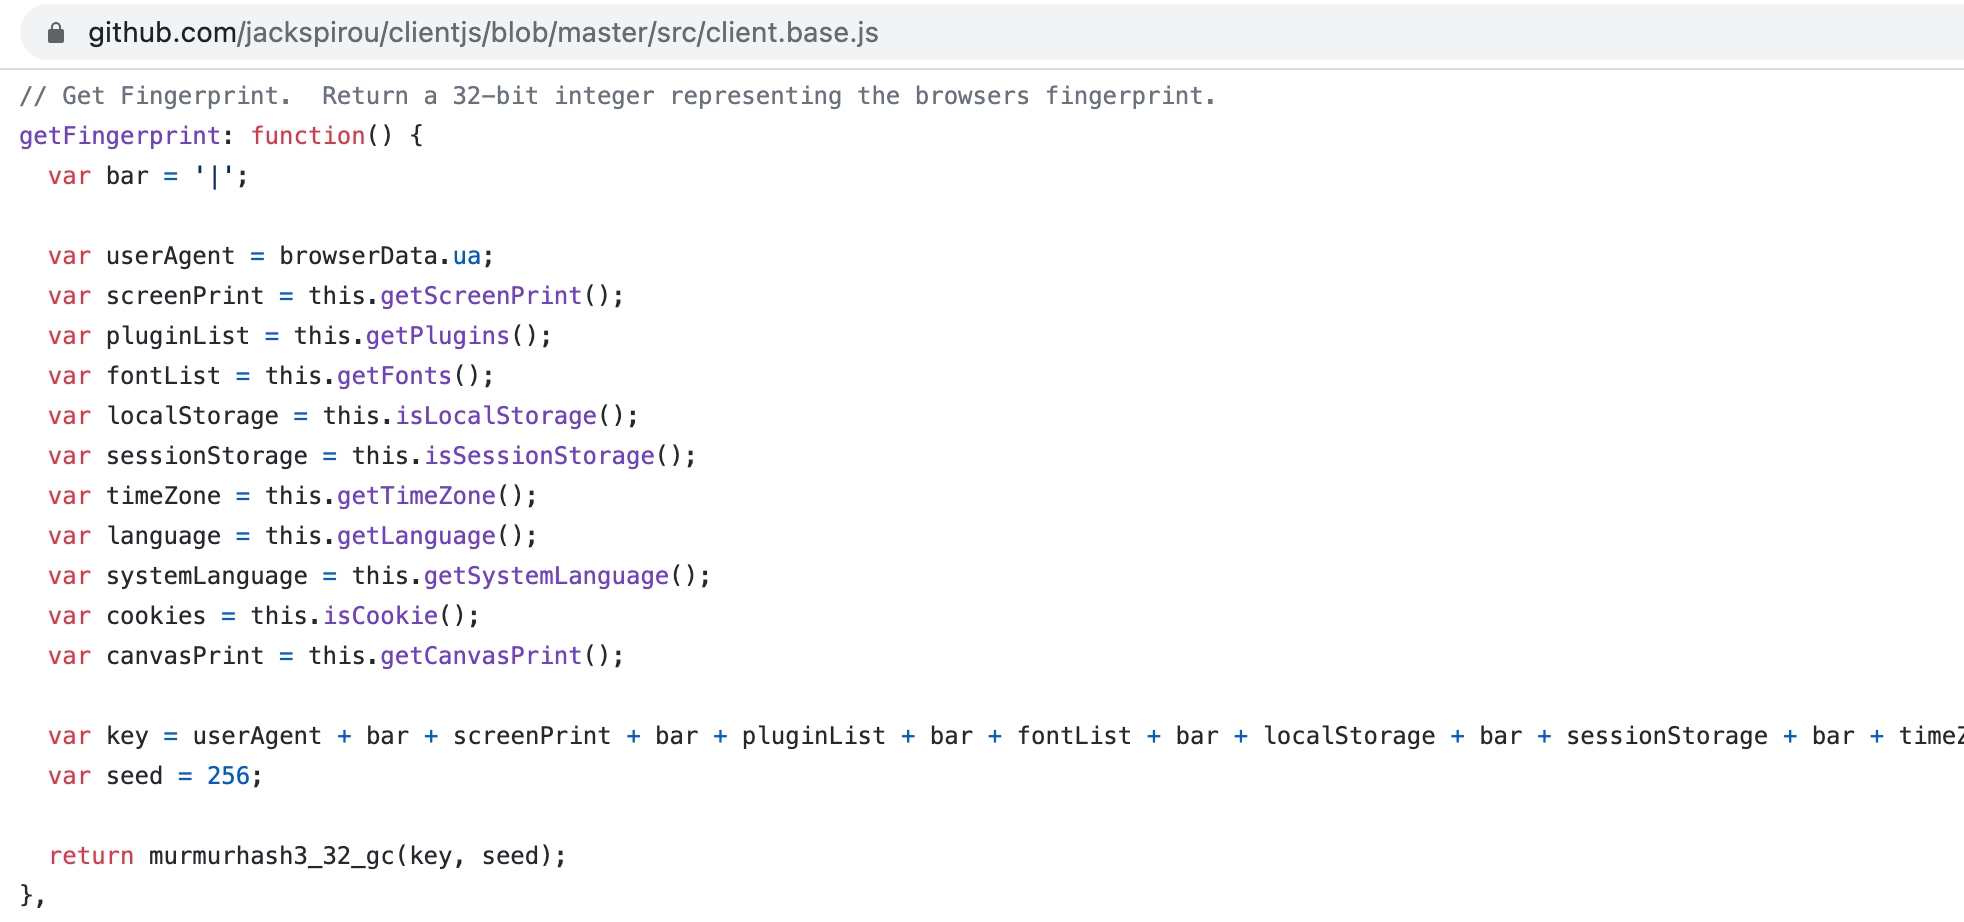 github.com/jackspirou/clientjs/blob/master/src/client.base.js
// Get Fingerprint.  Return a 32-bit integer representing the browsers fingerprint.
getFingerprint: function() {
  var bar = '|';

  var userAgent = browserData.ua;
  var screenPrint = this.getScreenPrint();
  var pluginList = this.getPlugins();
  var fontList = this.getFonts();
  var localStorage = this.isLocalStorage();
  var sessionStorage = this.isSessionStorage();
  var timeZone = this.getTimeZone();
  var language = this.getLanguage();
  var systemLanguage = this.getSystemLanguage();
  var cookies = this.isCookie();
  var canvasPrint = this.getCanvasPrint();

  var key = userAgent + bar + screenPrint + bar + pluginList + bar + fontList + bar + localStorage + bar + sessionStorage + bar + timeZ
  var seed = 256;

  return murmurhash3_32_gc(key, seed);
},